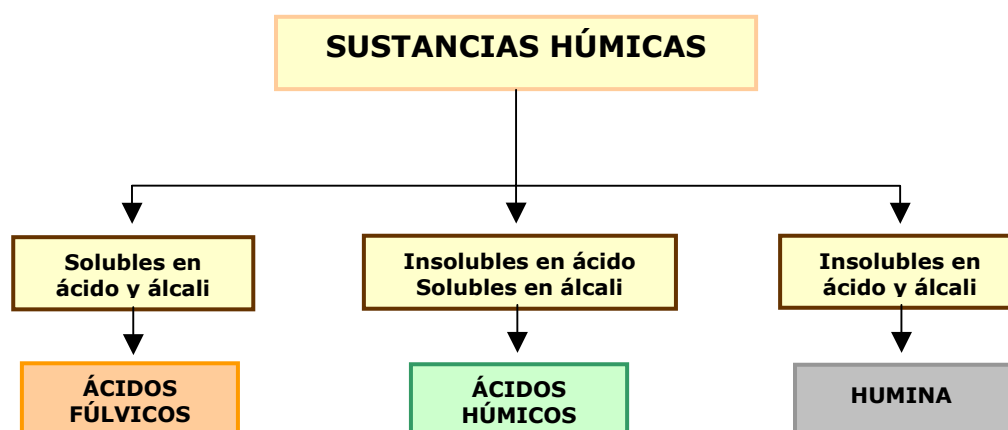 SUSTANCIAS HÚMICAS
Solubles en
ácido y álcali
Insolubles en ácido
Solubles en álcali
Insolubles en
ácido y álcali
ÁCIDOS
FÚLVICOS
ÁCIDOS
HÚMICOS
HUMINA